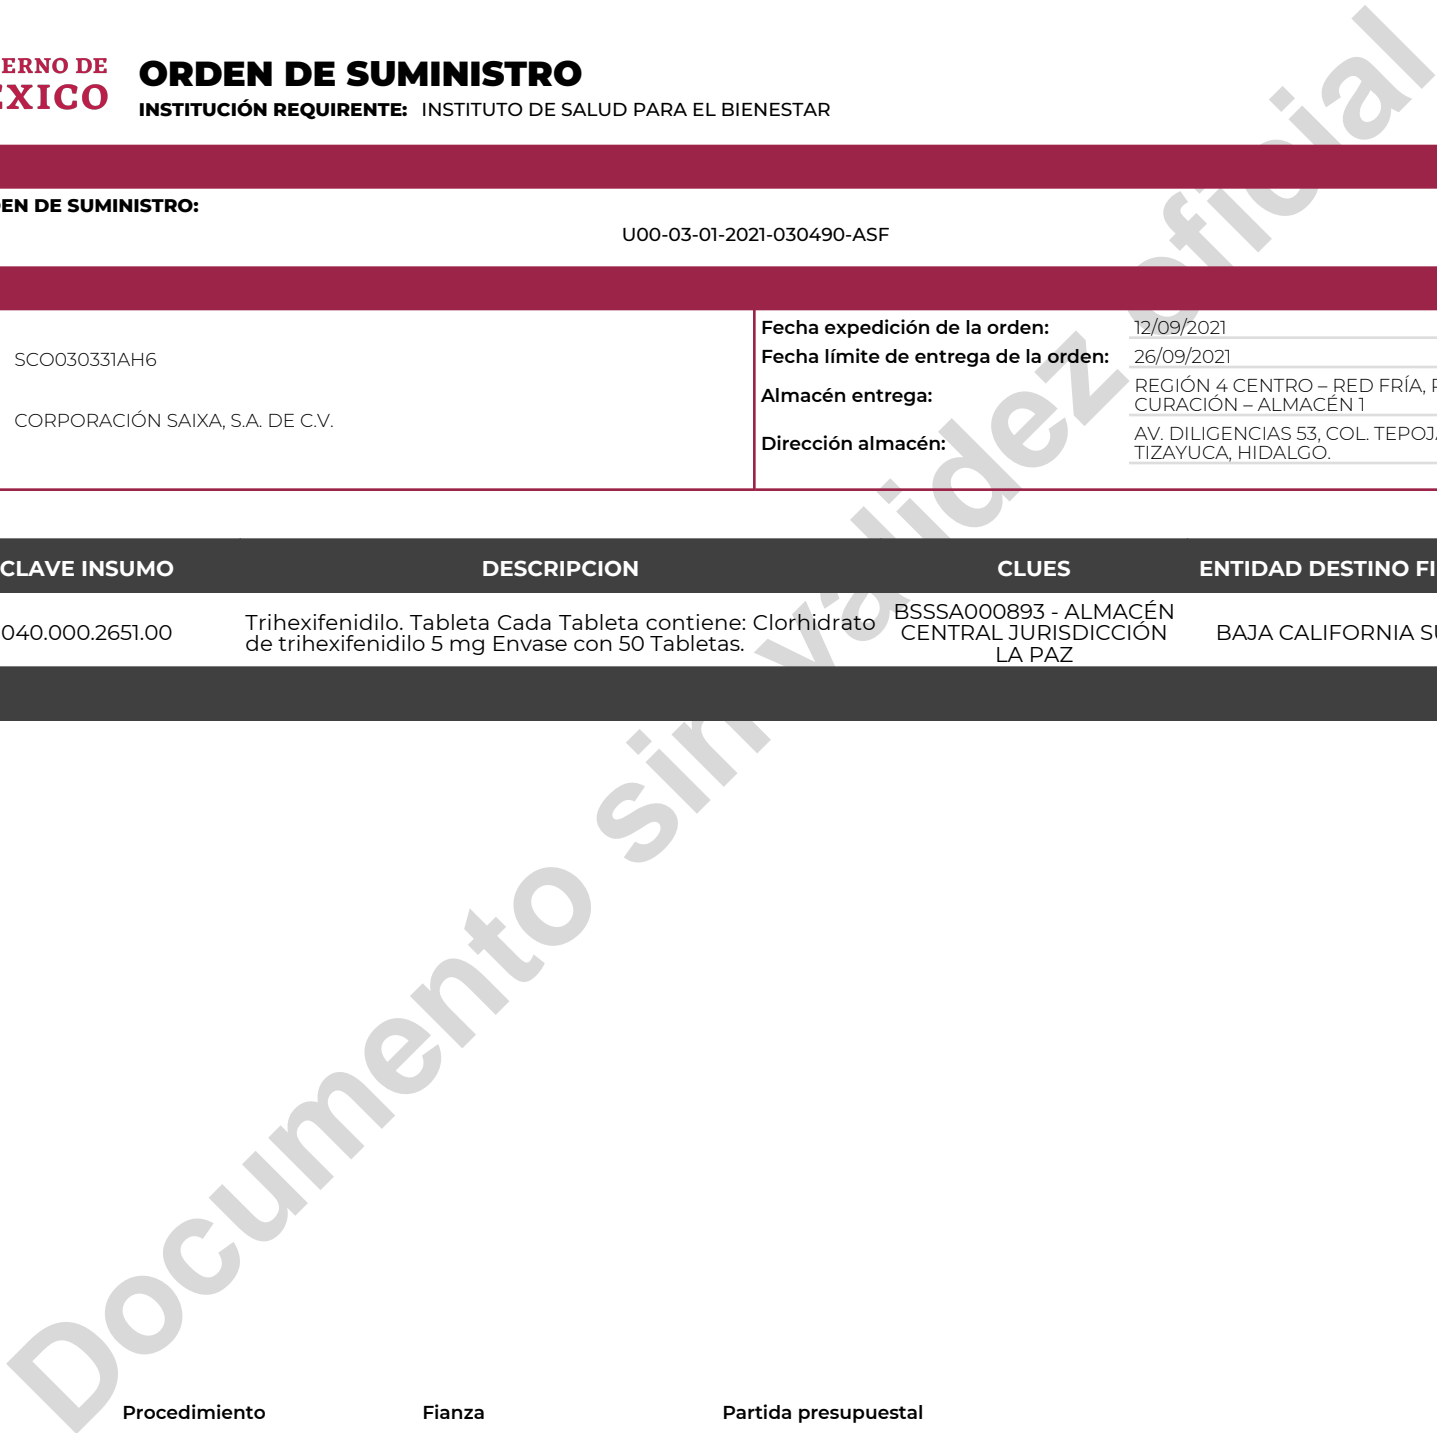 ERNO DE
ORDEN DE SUMINISTRO
EXICO
INSTITUCIÓN REQUIRENTE: INSTITUTO DE SALUD PARA EL BIENESTAR
EN DE SUMINISTRO:
U00-03-01-2021-030490-ASF
SCO030331AH6
CORPORACIÓN SAIXA, S.A. DE C.V.
Fecha expedición de la orden: 12/09/2021
Fecha límite de entrega de la orden: 26/09/2021
Almacén entrega: REGIÓN 4 CENTRO – RED FRÍA,
CURACIÓN – ALMACÉN 1
Dirección almacén: AV. DILIGENCIAS 53, COL. TEPOJ
TIZAYUCA, HIDALGO.
CLAVE INSUMO DESCRIPCION CLUES ENTIDAD DESTINO FI
040.000.2651.00
Trihexifenidilo. Tableta Cada Tableta contiene: Clorhidrato
de trihexifenidilo 5 mg Envase con 50 Tabletas.
BSSSA000893 - ALMACÉN
CENTRAL JURISDICCIÓN
LA PAZ
BAJA CALIFORNIA S
Documento sin validez oficial
Procedimiento Fianza Partida presupuestal